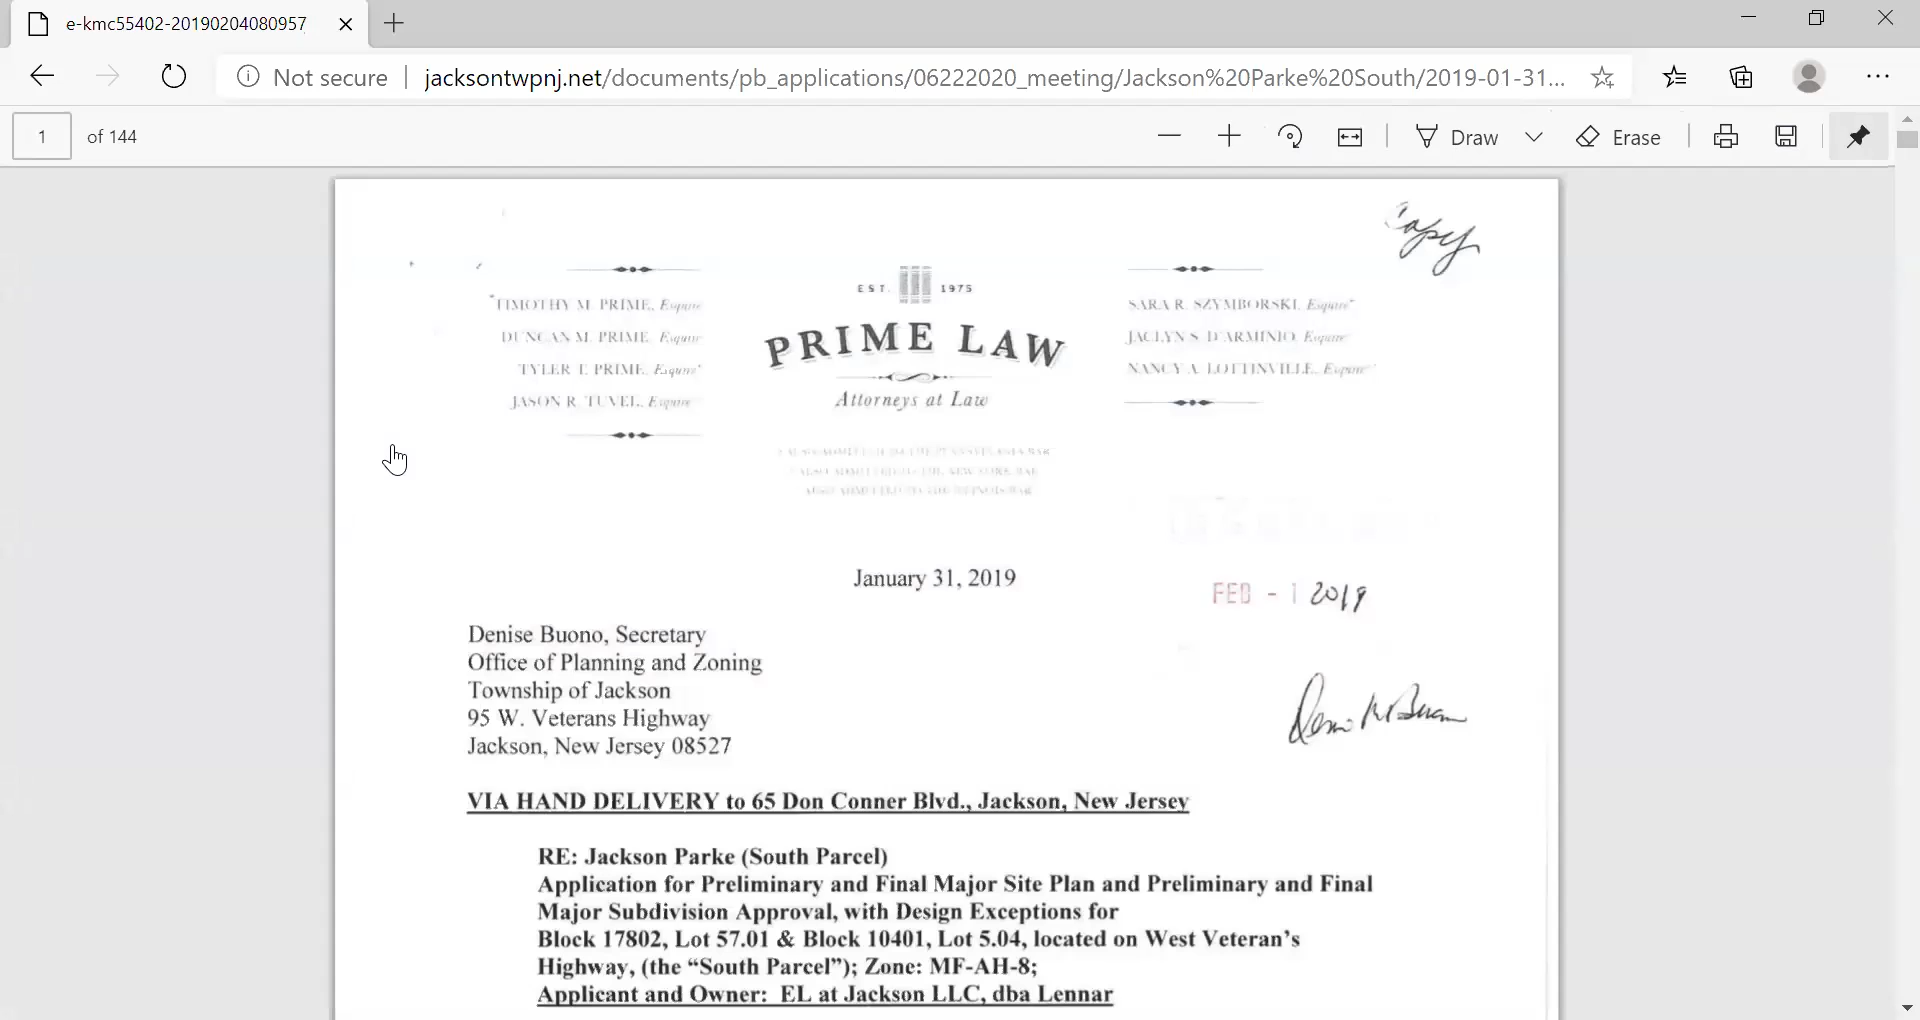 e-kmc55402-20190204080957
Not secure
jacksontwpnj.net/documents/pb_applications/06222020_meeting/Jackson%20Parke%20South/2019-01-31...
1 of 144
Draw
Erase
Copy
TIMOTHY M. PRIME, Esquire
DUNCAN M. PRIME, Esquire
TYLER T. PRIME, Esquire
JASON R. TUVEL, Esquire
EST. 1975
PRIME LAW
Attorneys at Law
SARA R. SZYMBORSKI, Esquire
JACLYN S. D'ARMINIO, Esquire
NANCY A. LOTTINVILLE, Esquire
January 31, 2019
FEB - 1 2019
Denise Buono, Secretary
Office of Planning and Zoning
Township of Jackson
95 W. Veterans Highway
Jackson, New Jersey 08527
VIA HAND DELIVERY to 65 Don Conner Blvd., Jackson, New Jersey
RE: Jackson Parke (South Parcel)
Application for Preliminary and Final Major Site Plan and Preliminary and Final
Major Subdivision Approval, with Design Exceptions for
Block 17802, Lot 57.01 & Block 10401, Lot 5.04, located on West Veteran's
Highway, (the "South Parcel"); Zone: MF-AH-8;
Applicant and Owner: EL at Jackson LLC, dba Lennar